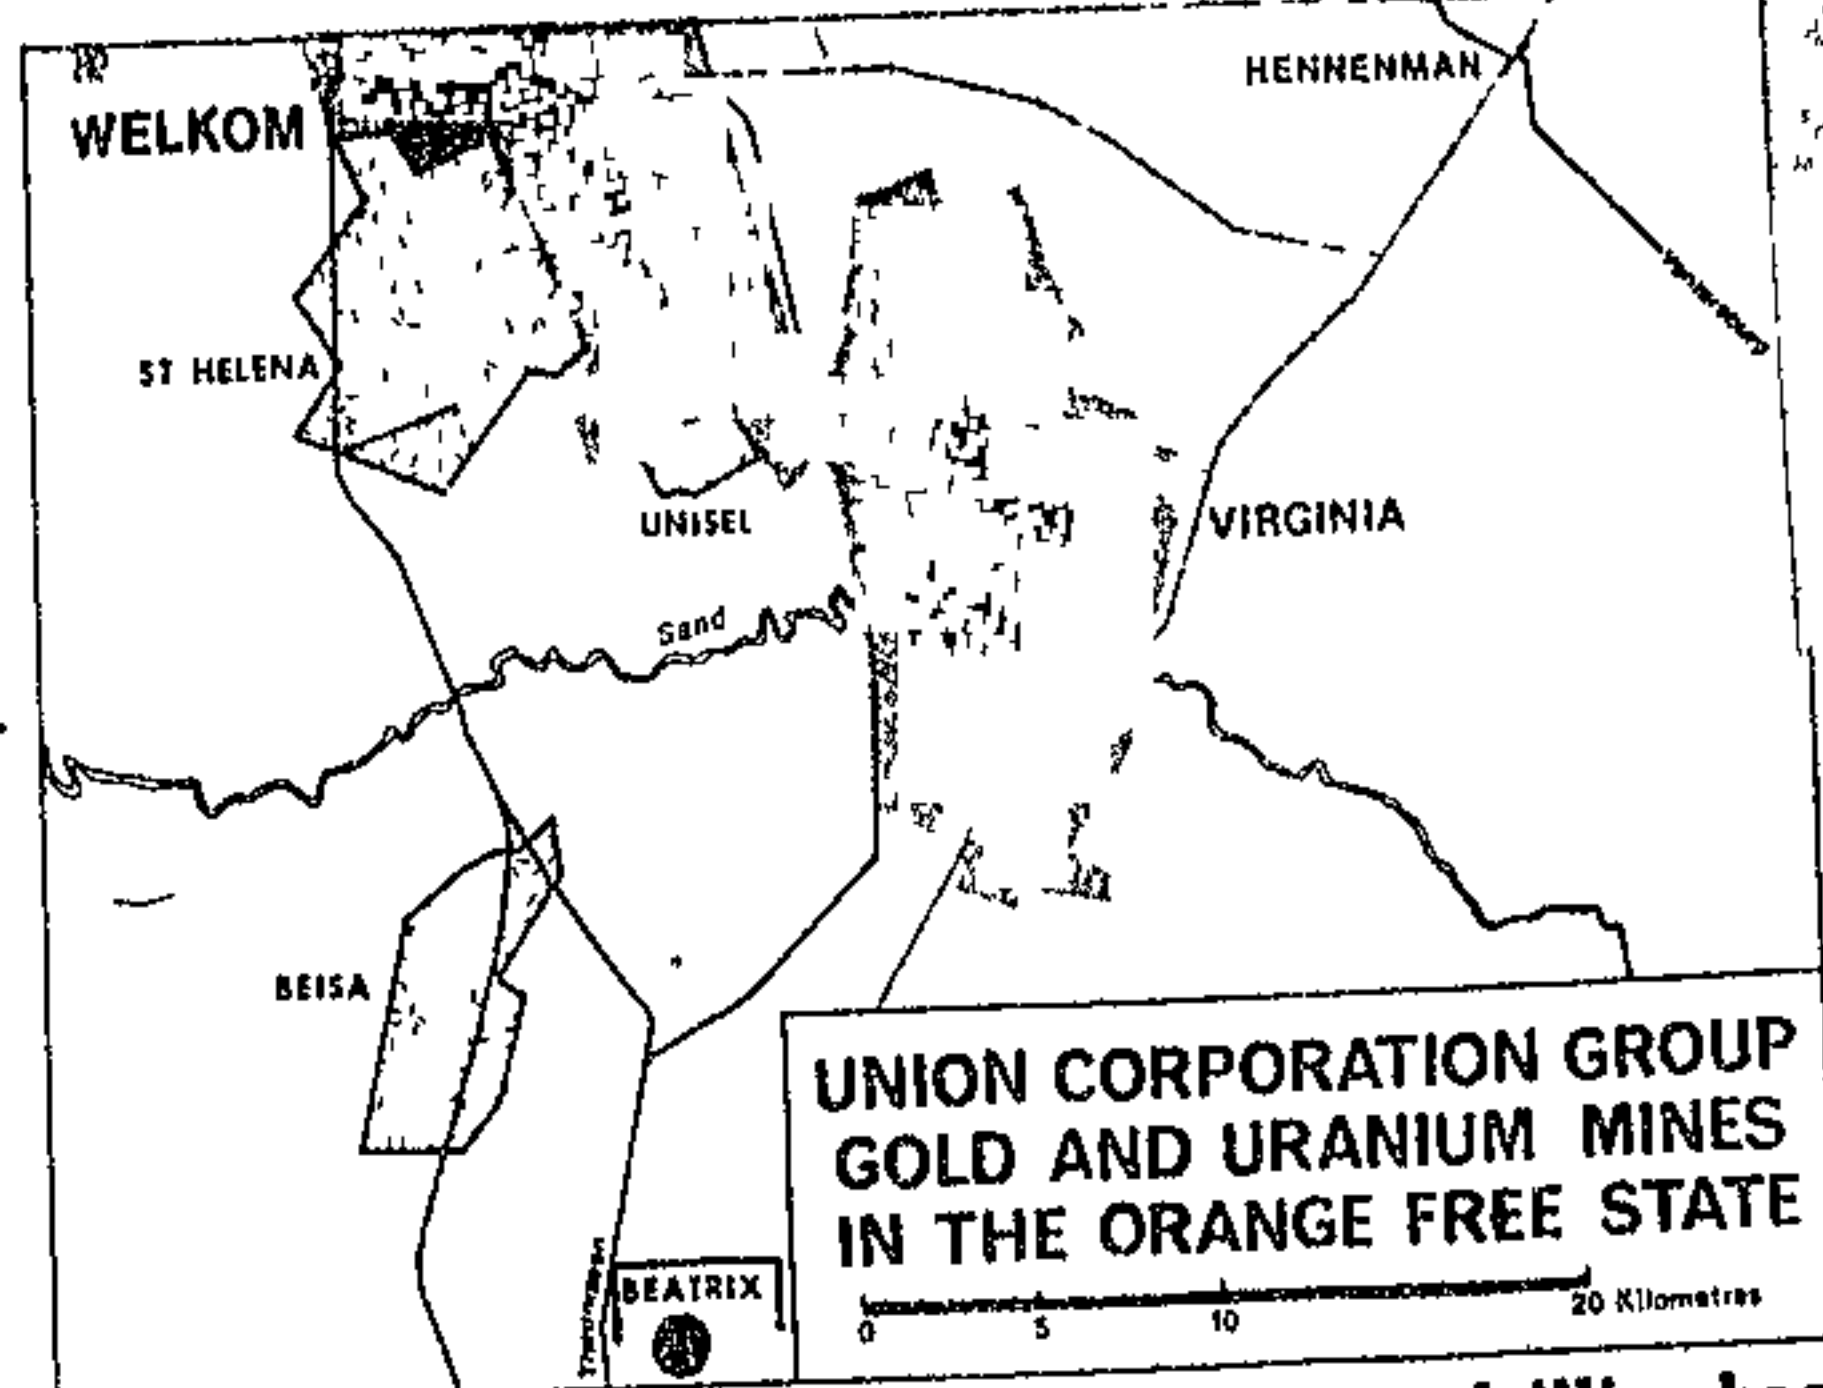 HENNENMAN
WELKOM
ST HELENA
UNISEL
VIRGINIA
Sand
BEISA
UNION CORPORATION GROUP
GOLD AND URANIUM MINES
IN THE ORANGE FREE STATE
BEATRIX
0 5 10 20 Kilometres